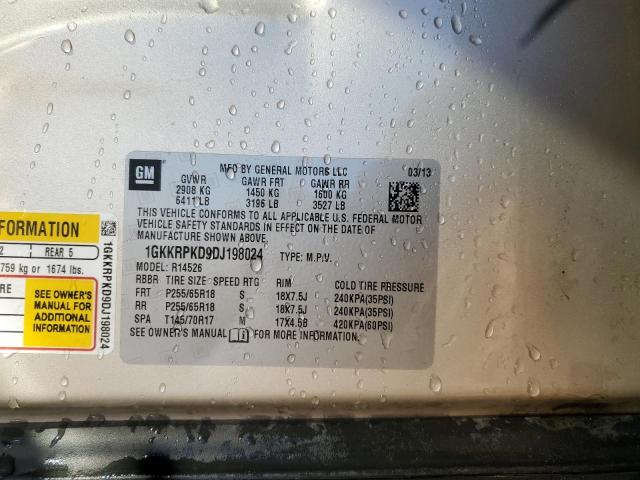 GM
MFD BY GENERAL MOTORS LLC 03/13
GVWR GAWR FRT GAWR RR
2908 KG 1450 KG 1600 KG
6411 LB 3196 LB 3527 LB
THIS VEHICLE CONFORMS TO ALL APPLICABLE U.S. FEDERAL MOTOR
VEHICLE SAFETY STANDARDS IN EFFECT ON THE DATE OF
MANUFACTURE SHOWN ABOVE.
1GKKRPKD9DJ198024 TYPE: M.P.V.
MODEL: R14526
RBBR TIRE SIZE SPEED RTG RIM COLD TIRE PRESSURE
FRT P255/65R18 S 18X7.5J 240KPA(35PSI)
RR P255/65R18 S 18X7.5J 240KPA(35PSI)
SPA T145/70R17 M 17X4.5B 420KPA(60PSI)
SEE OWNER'S MANUAL FOR MORE INFORMATION.
FORMATION
2 REAR 5
759 kg or 1674 lbs.
RE
SEE OWNER'S
MANUAL FOR
ADDITIONAL
INFORMATION
1GKKRPKD9DJ198024